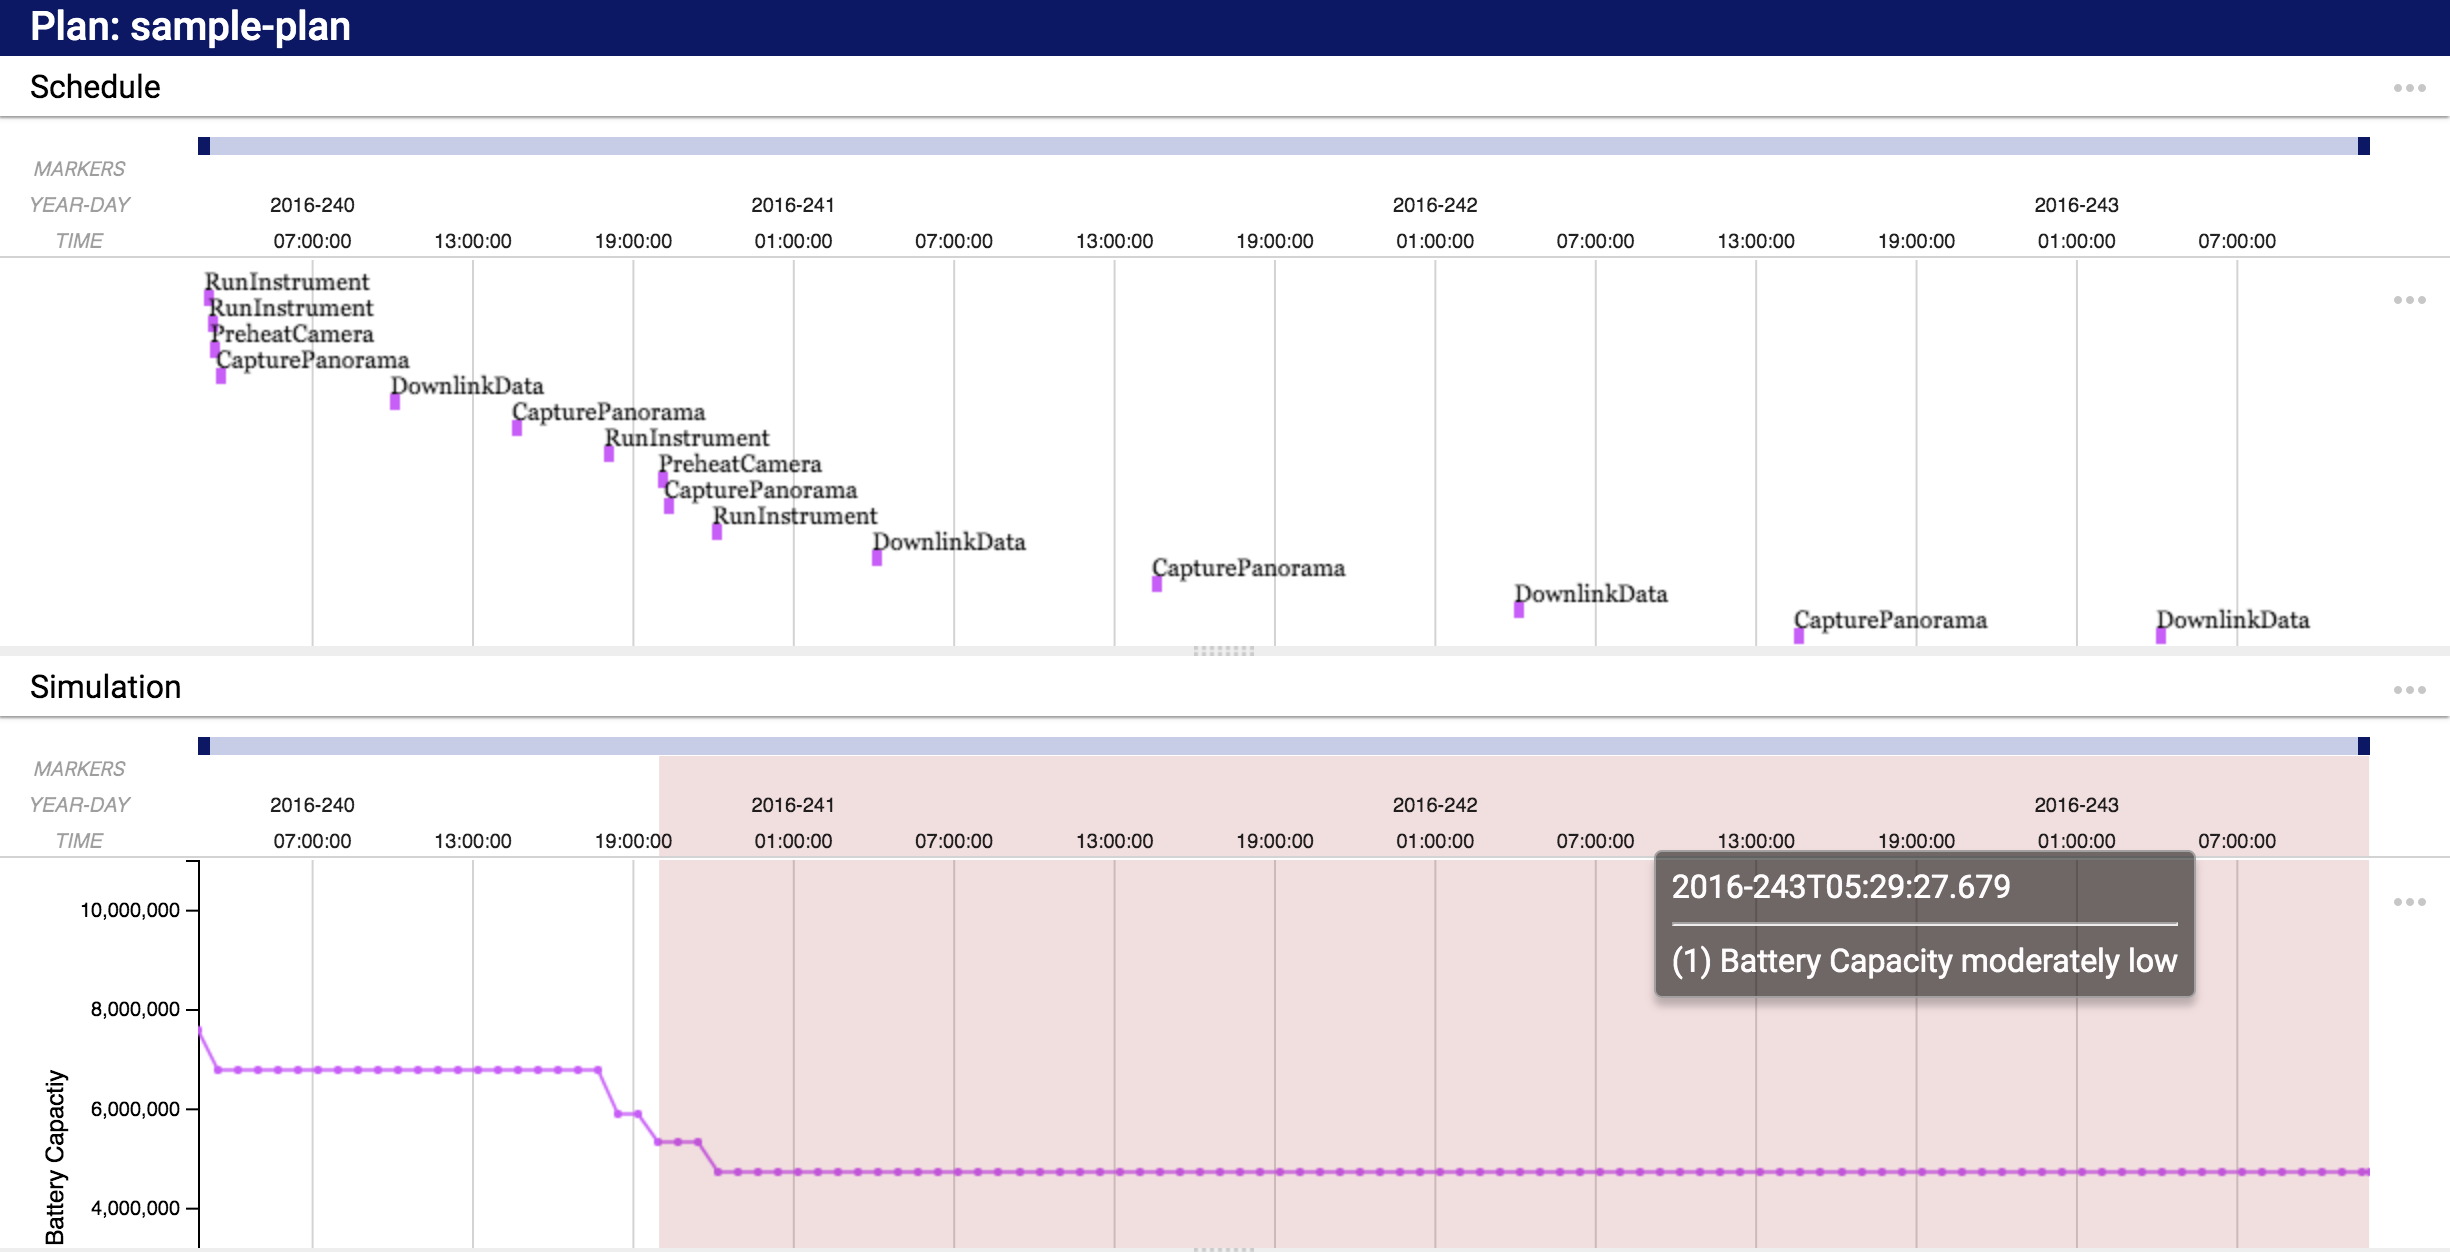 Plan: sample-plan
Schedule
MARKERS
YEAR-DAY 2016-240 2016-241 2016-242 2016-243
TIME 07:00:00 13:00:00 19:00:00 01:00:00 07:00:00 13:00:00 19:00:00 01:00:00 07:00:00 13:00:00 19:00:00 01:00:00 07:00:00
RunInstrument
RunInstrument
PreheatCamera
CapturePanorama
DownlinkData
CapturePanorama
RunInstrument
PreheatCamera
CapturePanorama
RunInstrument
DownlinkData
CapturePanorama
DownlinkData
CapturePanorama DownlinkData
Simulation
MARKERS
YEAR-DAY 2016-240 2016-241 2016-242 2016-243
TIME 07:00:00 13:00:00 19:00:00 01:00:00 07:00:00 13:00:00 19:00:00 01:00:00 07:00:00 13:00:00 19:00:00 01:00:00 07:00:00
2016-243T05:29:27.679
(1) Battery Capacity moderately low
10,000,000
8,000,000
6,000,000
4,000,000
Battery Capactiy